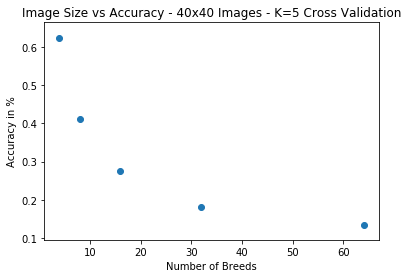 Image Size vs Accuracy - 40x40 Images - K=5 Cross Validation
0.6
0.5
0.4
0.3
0.2
0.1
Accuracy in %
10 20 30 40 50 60
Number of Breeds